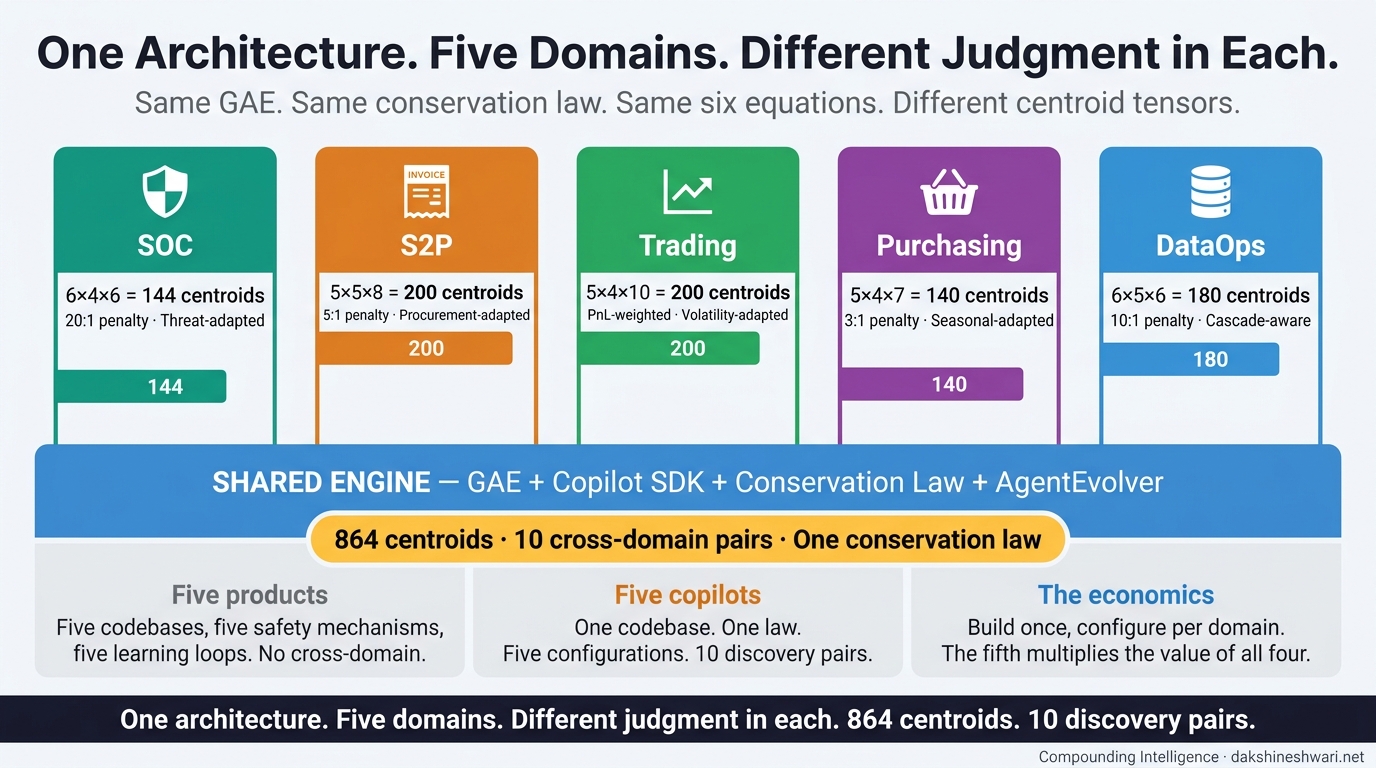 One Architecture. Five Domains. Different Judgment in Each.
Same GAE. Same conservation law. Same six equations. Different centroid tensors.
SOC
6×4×6 = 144 centroids
20:1 penalty · Threat-adapted
144
INVOICE
S2P
5×5×8 = 200 centroids
5:1 penalty · Procurement-adapted
200
Trading
5×4×10 = 200 centroids
PnL-weighted · Volatility-adapted
200
Purchasing
5×4×7 = 140 centroids
3:1 penalty · Seasonal-adapted
140
DataOps
6×5×6 = 180 centroids
10:1 penalty · Cascade-aware
180
SHARED ENGINE — GAE + Copilot SDK + Conservation Law + AgentEvolver
864 centroids · 10 cross-domain pairs · One conservation law
Five products
Five codebases, five safety mechanisms,
five learning loops. No cross-domain.
Five copilots
One codebase. One law.
Five configurations. 10 discovery pairs.
The economics
Build once, configure per domain.
The fifth multiplies the value of all four.
One architecture. Five domains. Different judgment in each. 864 centroids. 10 discovery pairs.
Compounding Intelligence · dakshineshwari.net